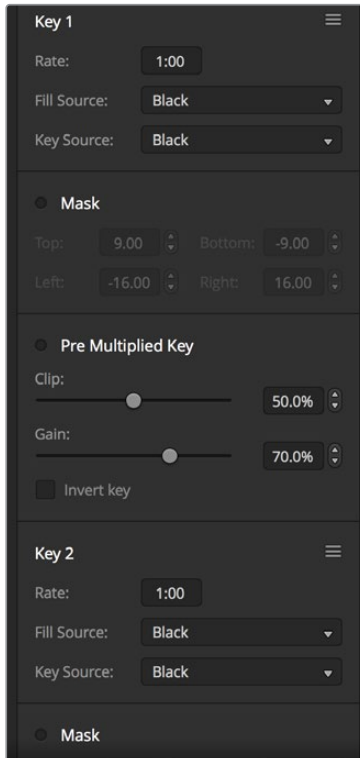 Key 1
Rate: 1:00
Fill Source: Black
Key Source: Black
Mask
Top: 9.00 Bottom: -9.00
Left: -16.00 Right: 16.00
Pre Multiplied Key
Clip:
50.0%
Gain:
70.0%
Invert key
Key 2
Rate: 1:00
Fill Source: Black
Key Source: Black
Mask